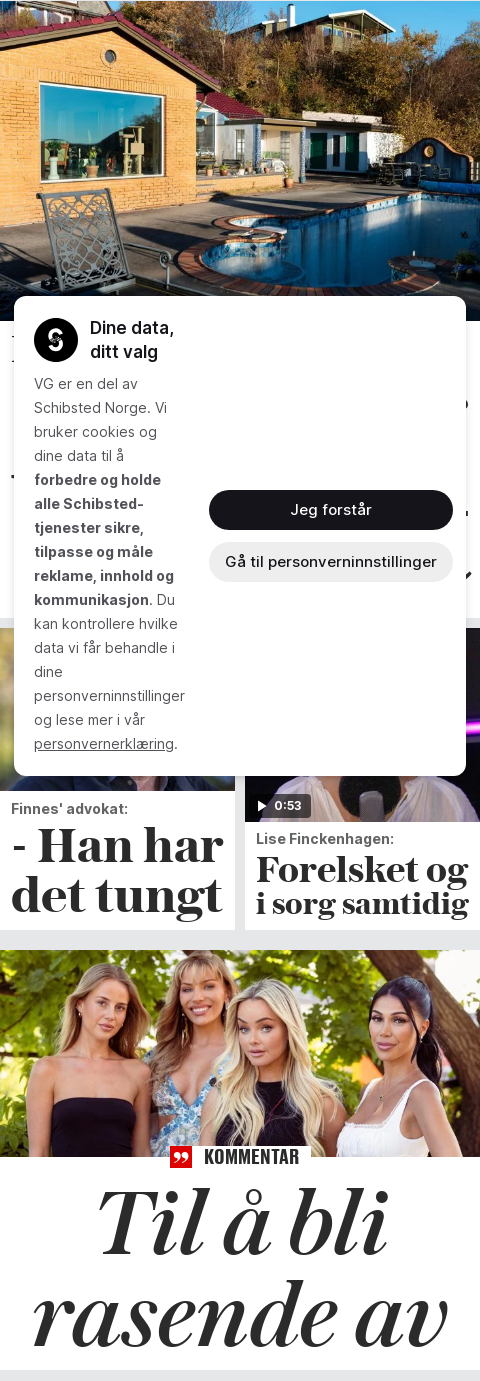 Dine data,
ditt valg
VG er en del av
Schibsted Norge. Vi
bruker cookies og
dine data til å
forbedre og holde
alle Schibsted-
tjenester sikre,
tilpasse og måle
reklame, innhold og
kommunikasjon. Du
kan kontrollere hvilke
data vi får behandle i
dine
personverninnstillinger
og lese mer i vår
personvernerklæring.
Jeg forstår
Gå til personverninnstillinger
Finnes' advokat:
- Han har
det tungt
0:53
Lise Finckenhagen:
Forelsket og
i sorg samtidig
KOMMENTAR
Til å bli
rasende av